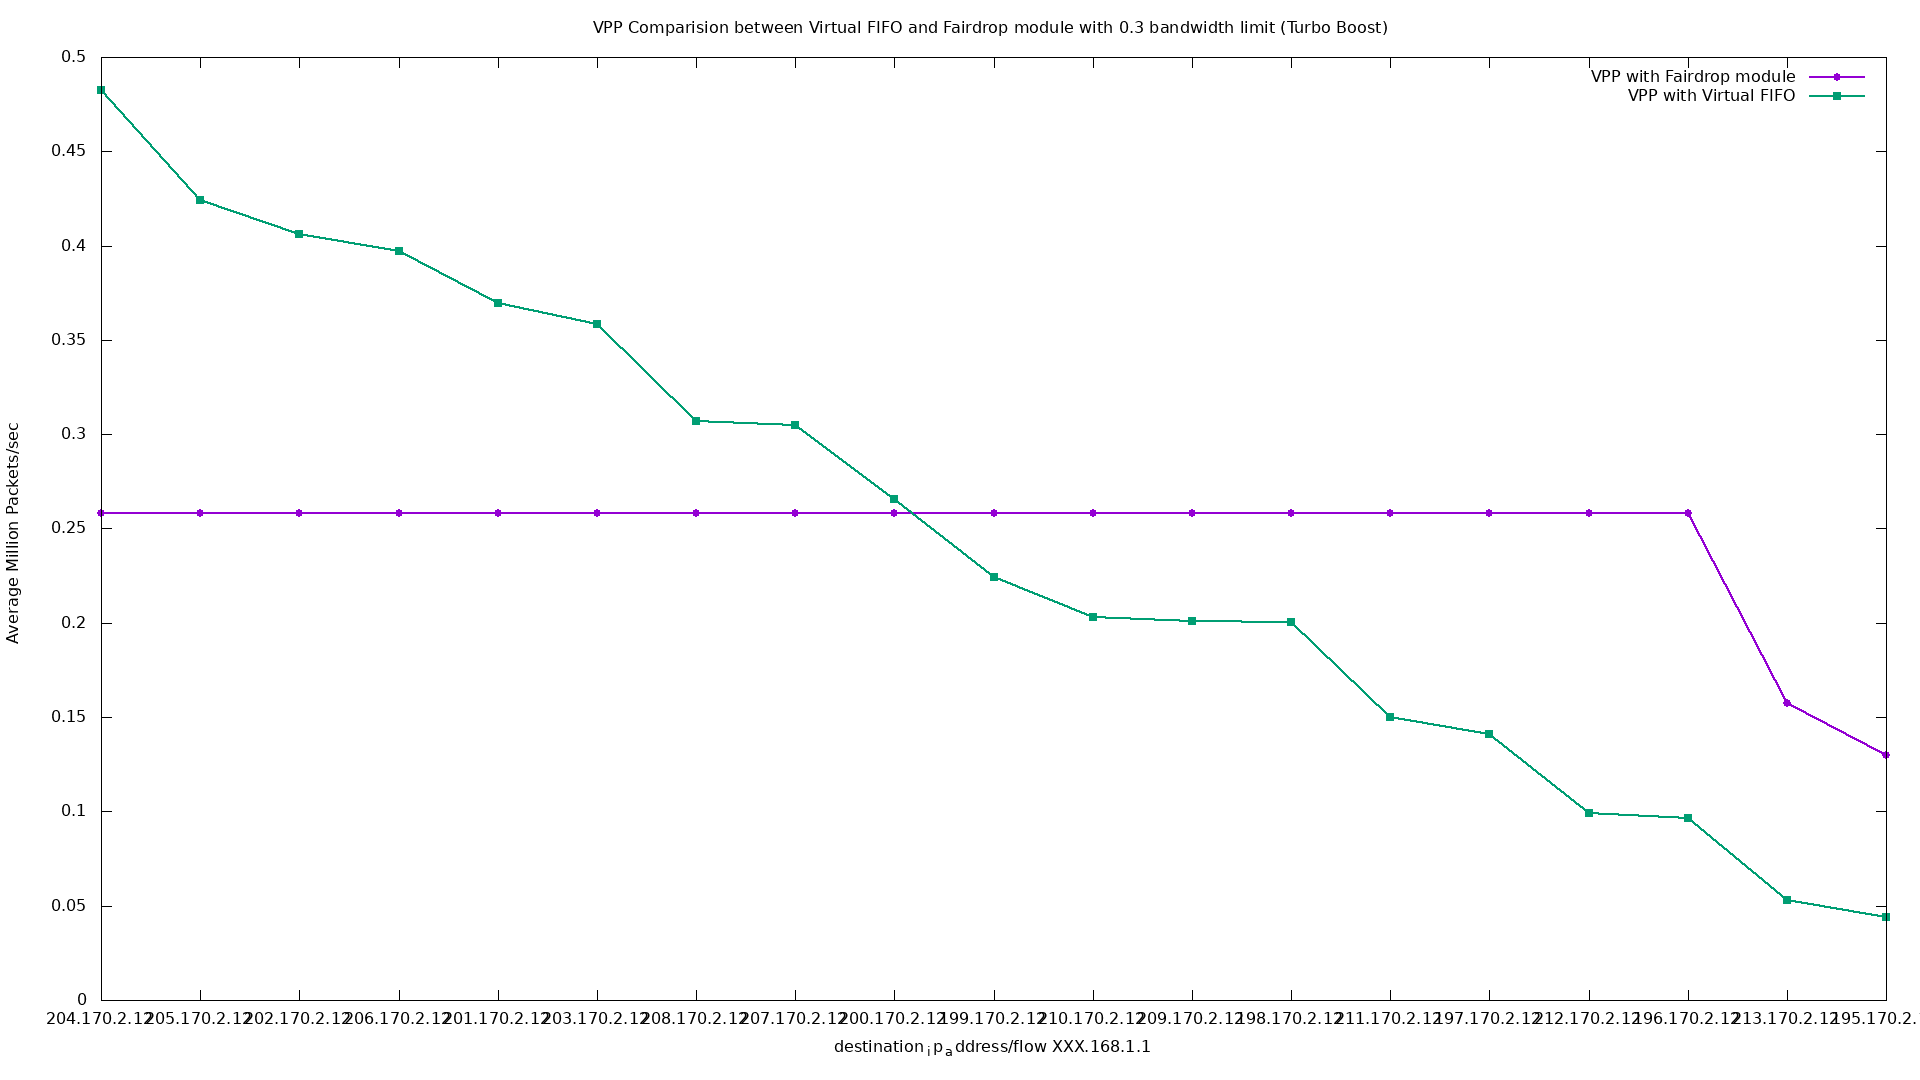 VPP Comparision between Virtual FIFO and Fairdrop module with 0.3 bandwidth limit (Turbo Boost)
VPP with Fairdrop module
VPP with Virtual FIFO
0.5
0.45
0.4
0.35
0.3
0.25
0.2
0.15
0.1
0.05
0
Average Million Packets/sec
204.170.2.12 205.170.2.12 202.170.2.12 206.170.2.12 201.170.2.12 203.170.2.12 208.170.2.12 207.170.2.12 200.170.2.12 199.170.2.12 210.170.2.12 209.170.2.12 198.170.2.12 211.170.2.12 197.170.2.12 212.170.2.12 196.170.2.12 213.170.2.12 195.170.2.
destination_ip_address/flow XXX.168.1.1